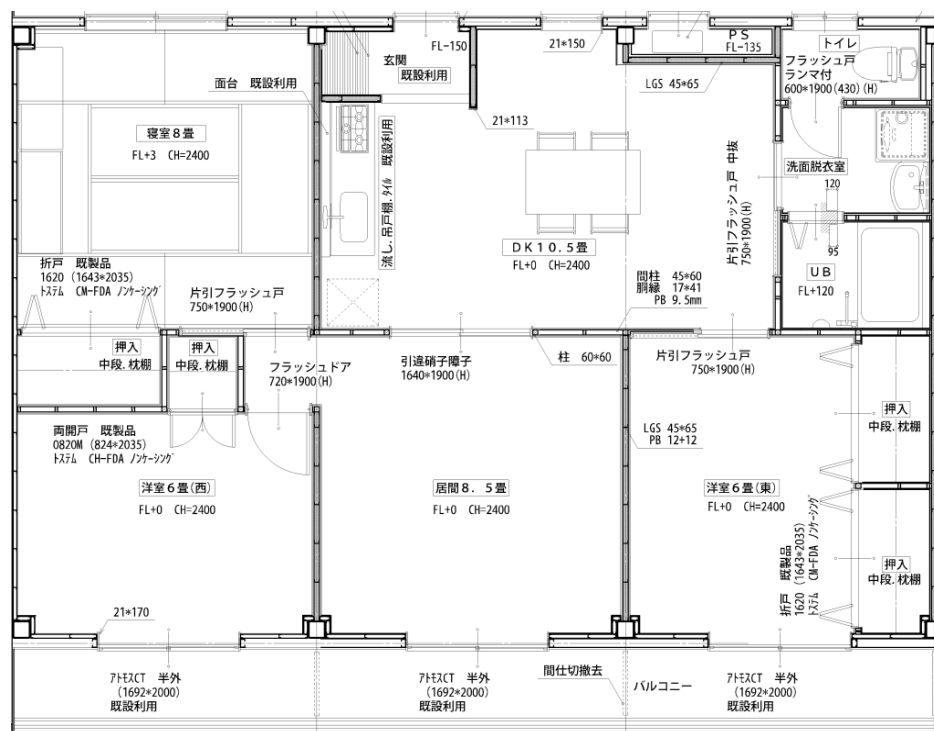 玄関
既設利用
FL-150
21*150
PS
FL-135
トイレ
フラッシュ戸
ランマ付
600*1900(430)(H)
LGS 45*65
面台 既設利用
21*113
寝室8畳
FL+3 CH=2400
流し.吊戸棚.タイル 既設利用
片引フラッシュ戸 中抜
750*1900(H)
洗面脱衣室
120
95
DK10.5畳
FL+0 CH=2400
UB
FL+120
間柱 45*60
胴縁 17*41
PB 9.5mm
折戸 既製品
1620 (1643*2035)
トステム CM-FDA ノンケーシング
片引フラッシュ戸
750*1900(H)
押入
中段.枕棚
押入
中段.枕棚
フラッシュドア
720*1900(H)
引違硝子障子
1640*1900(H)
柱 60*60
片引フラッシュ戸
750*1900(H)
押入
中段.枕棚
両開戸 既製品
0820M (824*2035)
トステム CH-FDA ノンケーシング
LGS 45*65
PB 12+12
洋室6畳(西)
FL+0 CH=2400
居間8.5畳
FL+0 CH=2400
洋室6畳(東)
FL+0 CH=2400
折戸 既製品
1620 (1643*2035)
トステム CM-FDA ノンケーシング
押入
中段.枕棚
21*170
アトモスCT 半外
(1692*2000)
既設利用
アトモスCT 半外
(1692*2000)
既設利用
間仕切撤去
バルコニー
アトモスCT 半外
(1692*2000)
既設利用